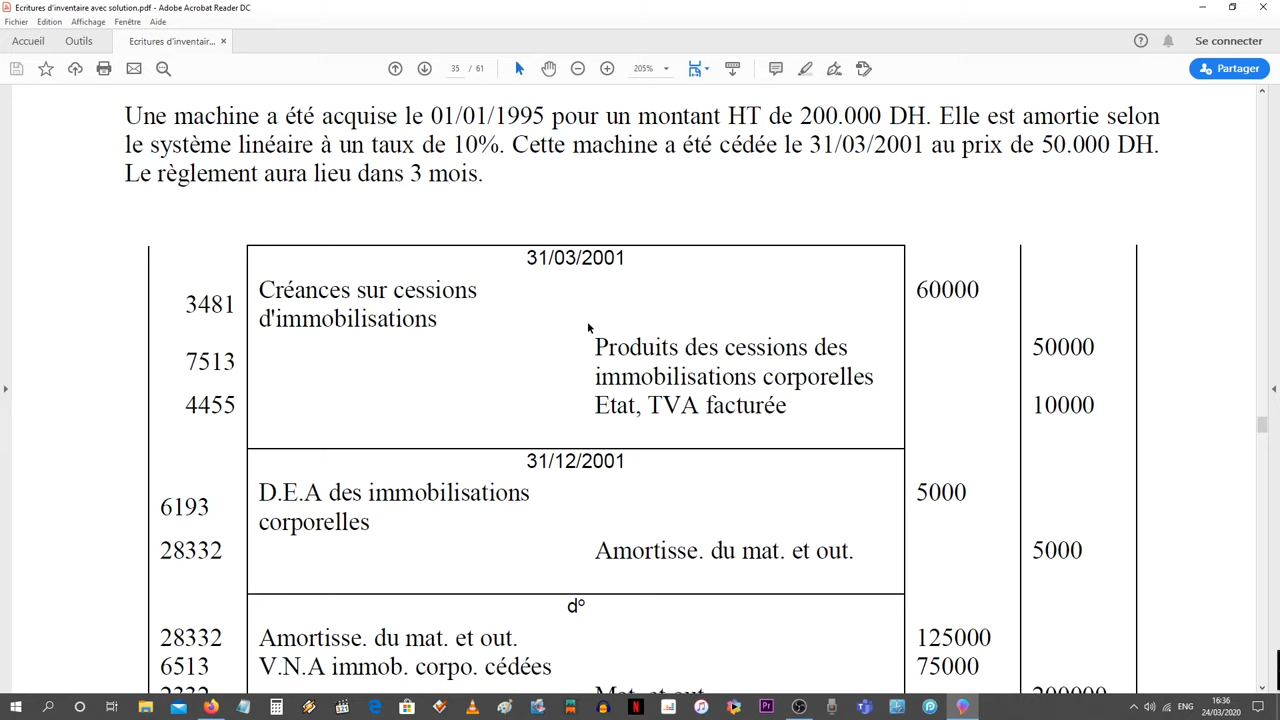 Ecritures d'inventaire avec solution.pdf - Adobe Acrobat Reader DC
Fichier Edition Affichage Fenêtre Aide
Accueil Outils Ecritures d'inventair... × Se connecter
35 / 61 205% Partager
Une machine a été acquise le 01/01/1995 pour un montant HT de 200.000 DH. Elle est amortie selon
le système linéaire à un taux de 10%. Cette machine a été cédée le 31/03/2001 au prix de 50.000 DH.
Le règlement aura lieu dans 3 mois.
31/03/2001
3481 Créances sur cessions 60000
d'immobilisations
7513 Produits des cessions des 50000
immobilisations corporelles
4455 Etat, TVA facturée 10000
31/12/2001
6193 D.E.A des immobilisations 5000
corporelles
28332 Amortisse. du mat. et out. 5000
d°
28332 Amortisse. du mat. et out. 125000
6513 V.N.A immob. corpo. cédées 75000
2332 Mat. et out. 200000
ENG 16:36
24/03/2020